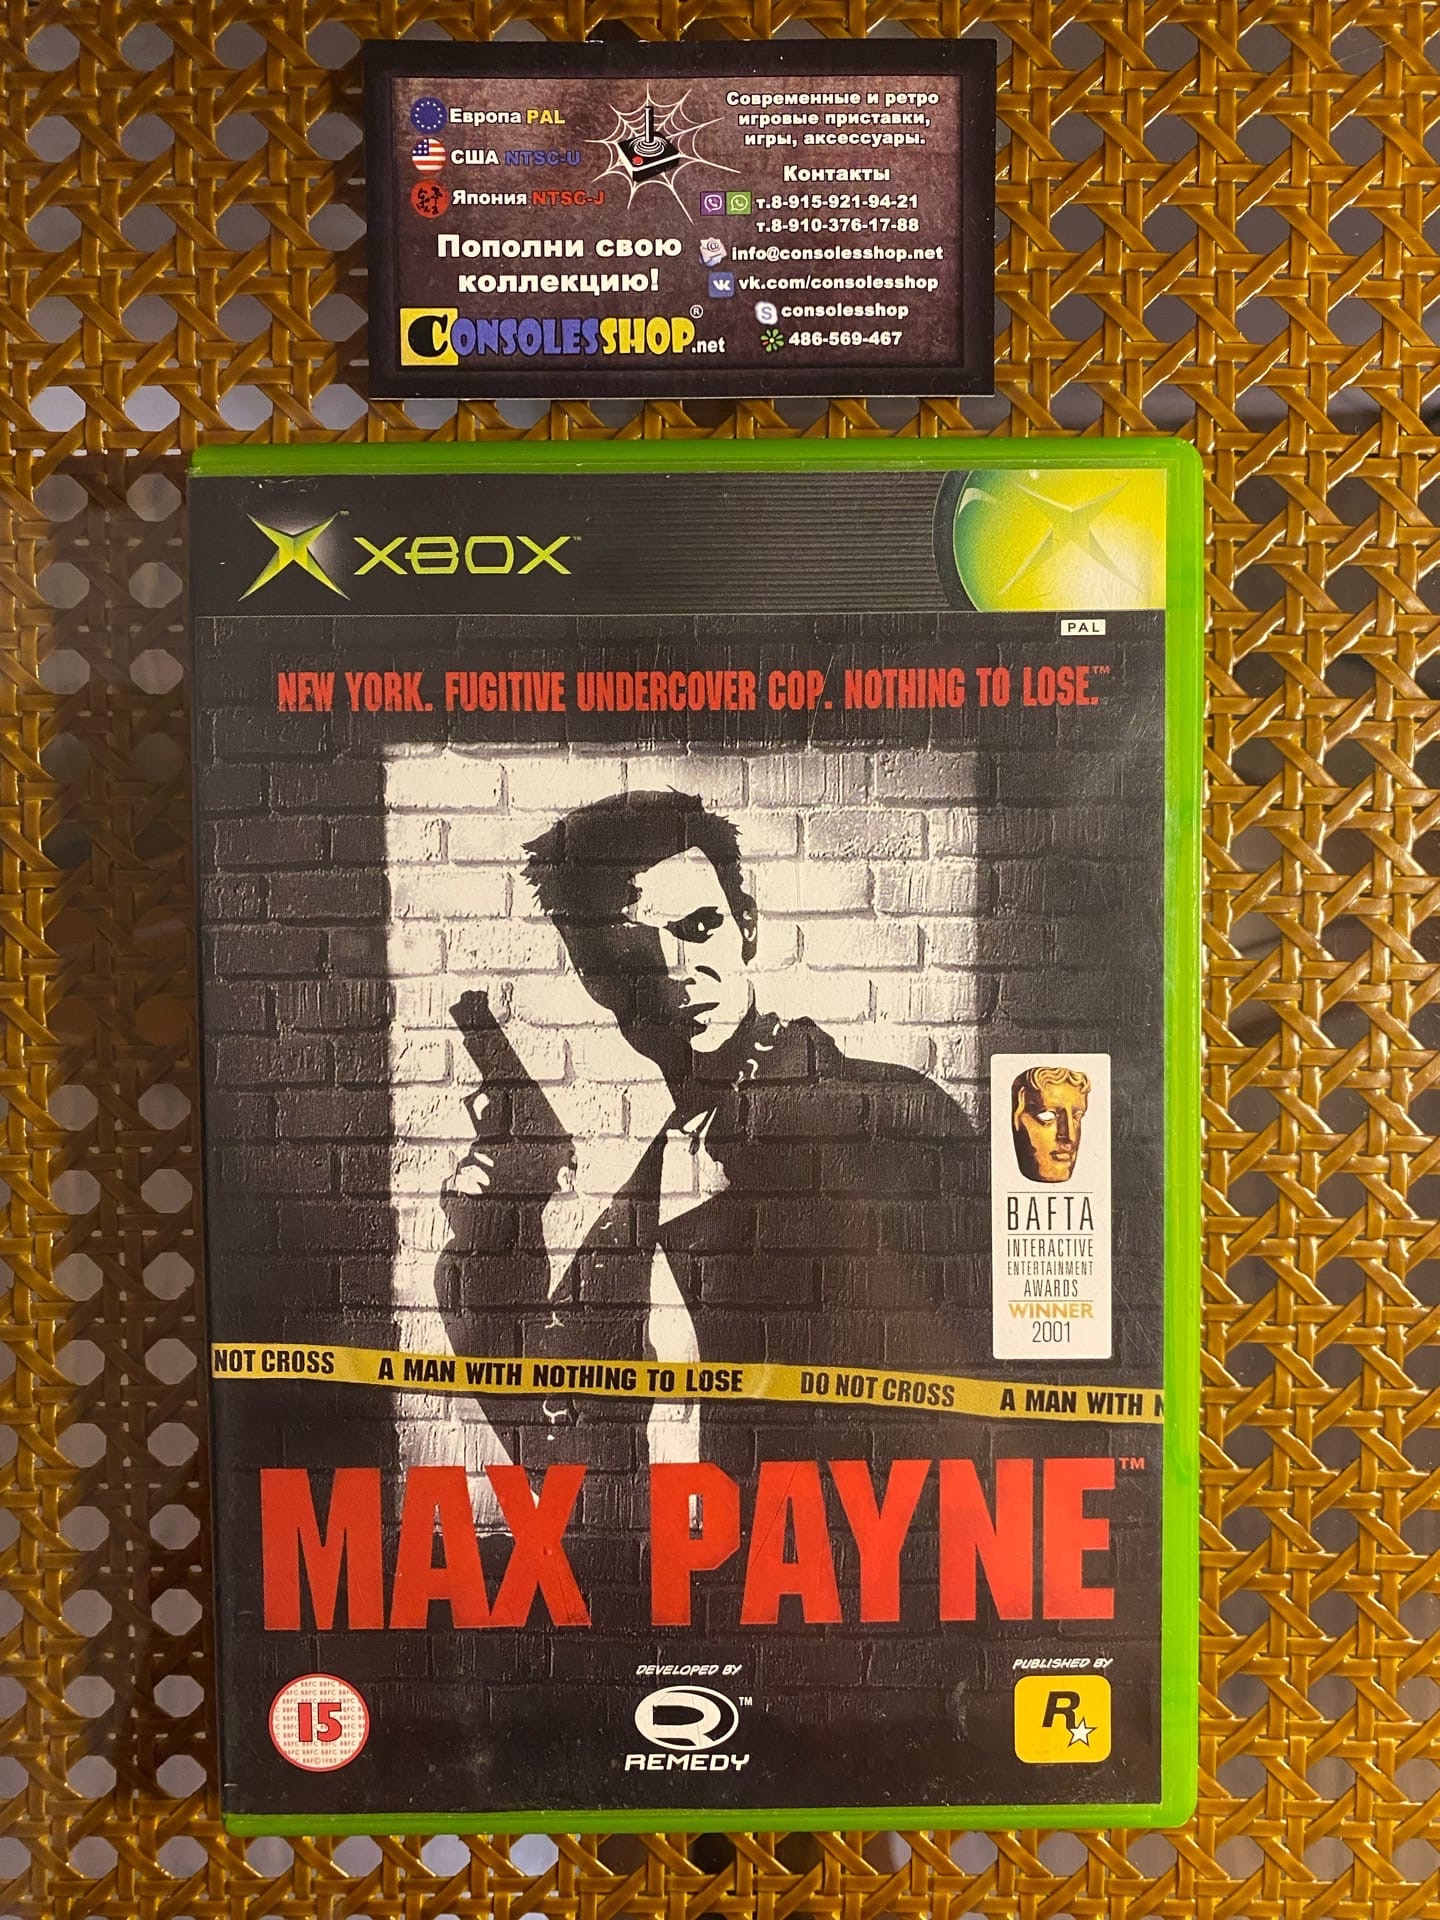 Европа PAL
США NTSC-U
Япония NTSC-J
Пополни свою
коллекцию!
CONSOLESSHOP.net
®
Современные и ретро
игровые приставки,
игры, аксессуары.
Контакты
т.8-915-921-94-21
т.8-910-376-17-88
info@consolesshop.net
vk.com/consolesshop
consolesshop
486-569-467
XBOX™
PAL
NEW YORK. FUGITIVE UNDERCOVER COP. NOTHING TO LOSE.™
BAFTA
INTERACTIVE
ENTERTAINMENT
AWARDS
WINNER
2001
NOT CROSS A MAN WITH NOTHING TO LOSE DO NOT CROSS A MAN WITH N
MAX PAYNE™
15
DEVELOPED BY
REMEDY
™
PUBLISHED BY
R